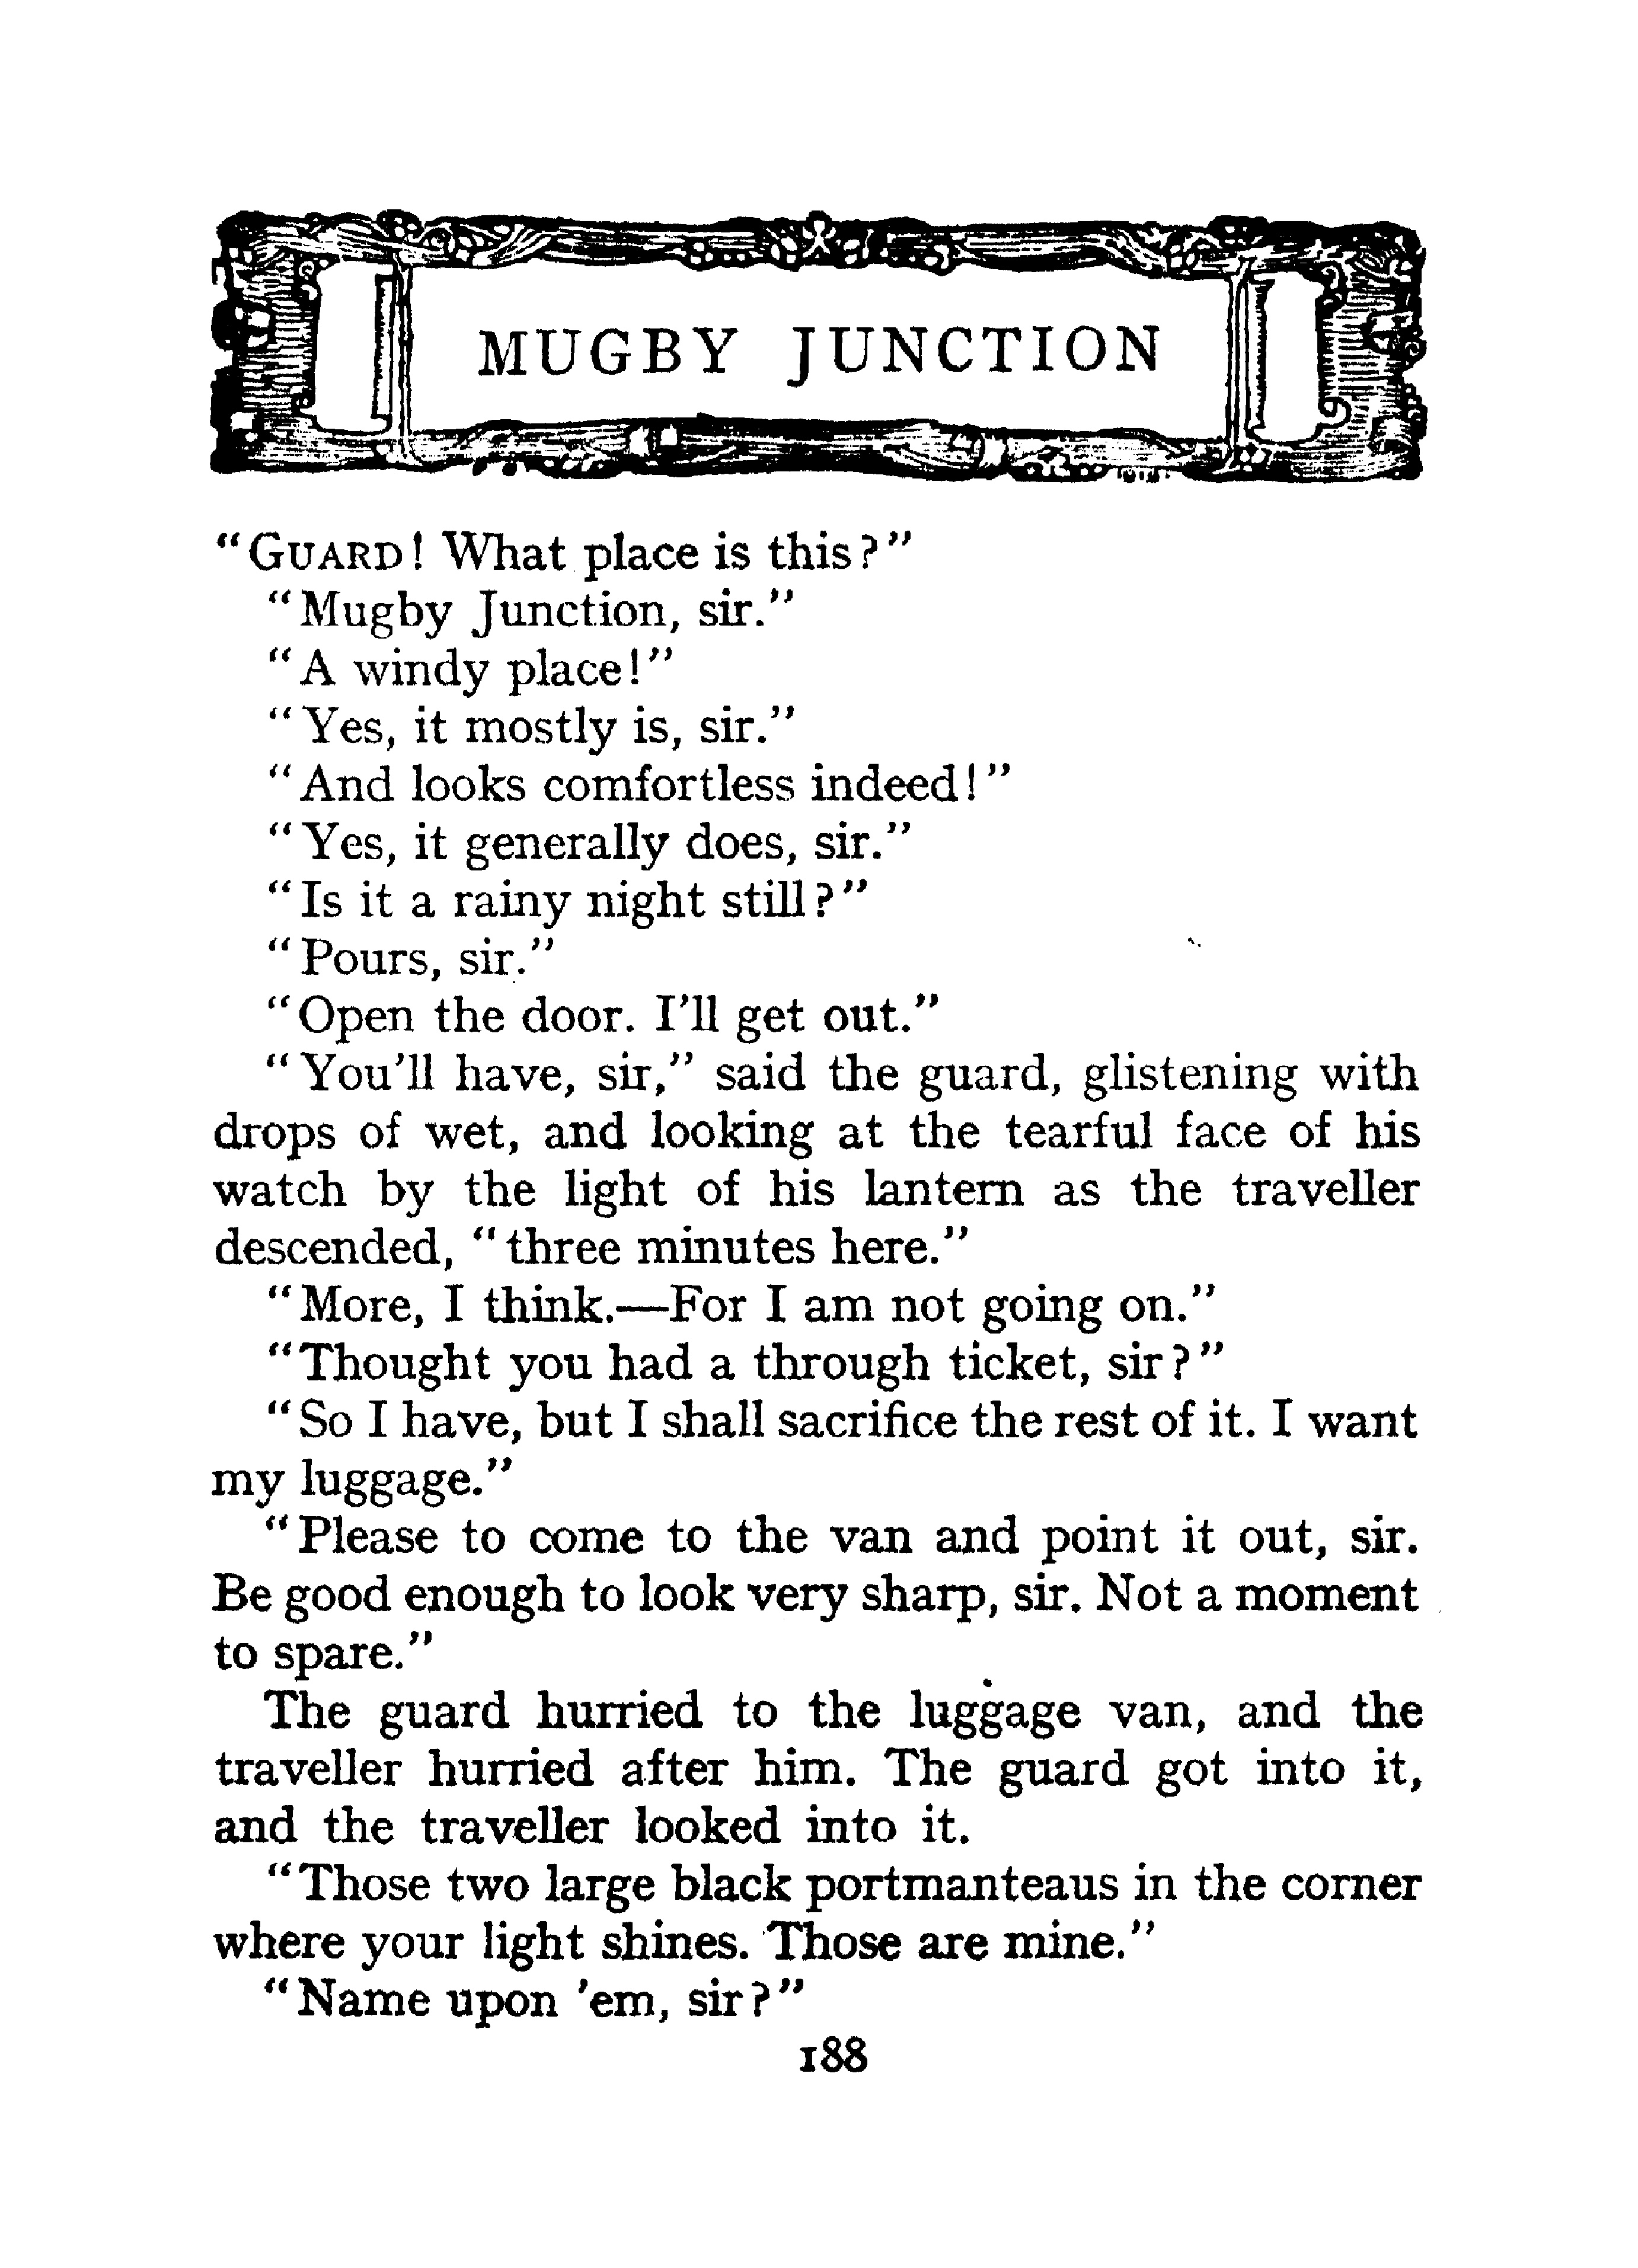 MUGBY JUNCTION
“GUARD! What place is this?”
“Mugby Junction, sir.”
“A windy place!”
“Yes, it mostly is, sir.”
“And looks comfortless indeed!”
“Yes, it generally does, sir.”
“Is it a rainy night still?”
“Pours, sir.”
“Open the door. I’ll get out.”
“You’ll have, sir,” said the guard, glistening with
drops of wet, and looking at the tearful face of his
watch by the light of his lantern as the traveller
descended, “three minutes here.”
“More, I think.—For I am not going on.”
“Thought you had a through ticket, sir?”
“So I have, but I shall sacrifice the rest of it. I want
my luggage.”
“Please to come to the van and point it out, sir.
Be good enough to look very sharp, sir. Not a moment
to spare.”
The guard hurried to the luggage van, and the
traveller hurried after him. The guard got into it,
and the traveller looked into it.
“Those two large black portmanteaus in the corner
where your light shines. Those are mine.”
“Name upon ’em, sir?”
188